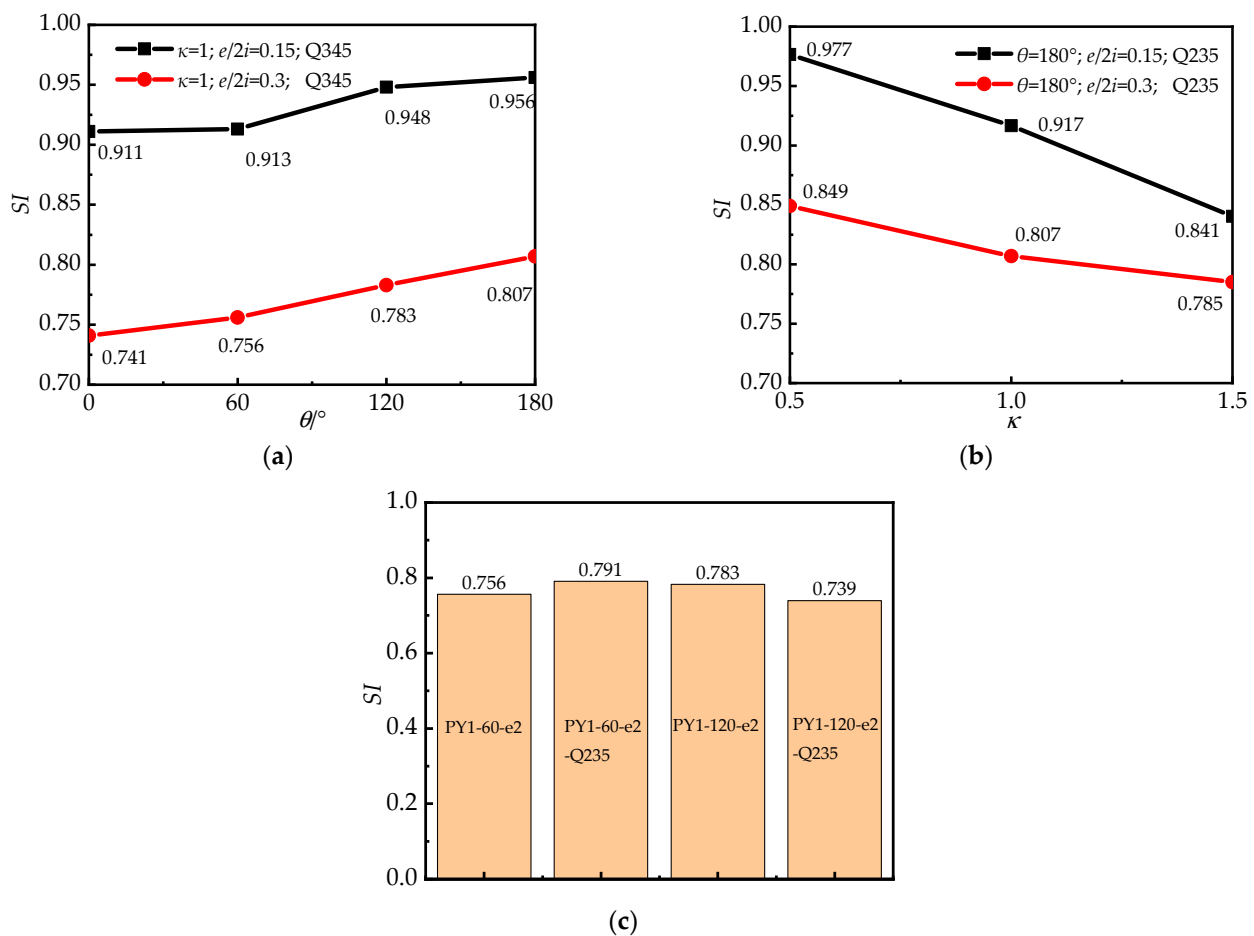 1.00
0.95
0.90
0.85
0.80
0.75
0.70
SI
κ=1; e/2i=0.15; Q345
κ=1; e/2i=0.3; Q345
0.911
0.913
0.948
0.956
0.741
0.756
0.783
0.807
0 60 120 180
θ/°
(a)
1.00
0.95
0.90
0.85
0.80
0.75
0.70
SI
θ=180°; e/2i=0.15; Q235
θ=180°; e/2i=0.3; Q235
0.977
0.917
0.841
0.849
0.807
0.785
0.5 1.0 1.5
κ
(b)
1.0
0.8
0.6
0.4
0.2
0.0
SI
0.756 0.791 0.783 0.739
PY1-60-e2
PY1-60-e2
-Q235
PY1-120-e2
PY1-120-e2
-Q235
(c)